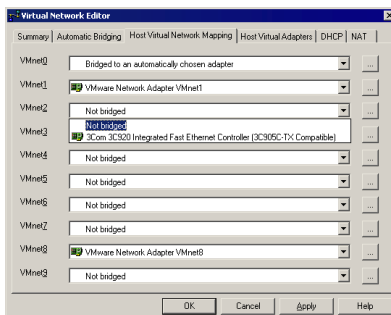 Virtual Network Editor
Summary | Automatic Bridging | Host Virtual Network Mapping | Host Virtual Adapters | DHCP | NAT
VMnet0 Bridged to an automatically chosen adapter ...
VMnet1 VMware Network Adapter VMnet1 ...
VMnet2 Not bridged ...
Not bridged
VMnet3 3Com 3C920 Integrated Fast Ethernet Controller (3C905C-TX Compatible) ...
VMnet4 Not bridged ...
VMnet5 Not bridged ...
VMnet6 Not bridged ...
VMnet7 Not bridged ...
VMnet8 VMware Network Adapter VMnet8 ...
VMnet9 Not bridged ...
OK Cancel Apply Help